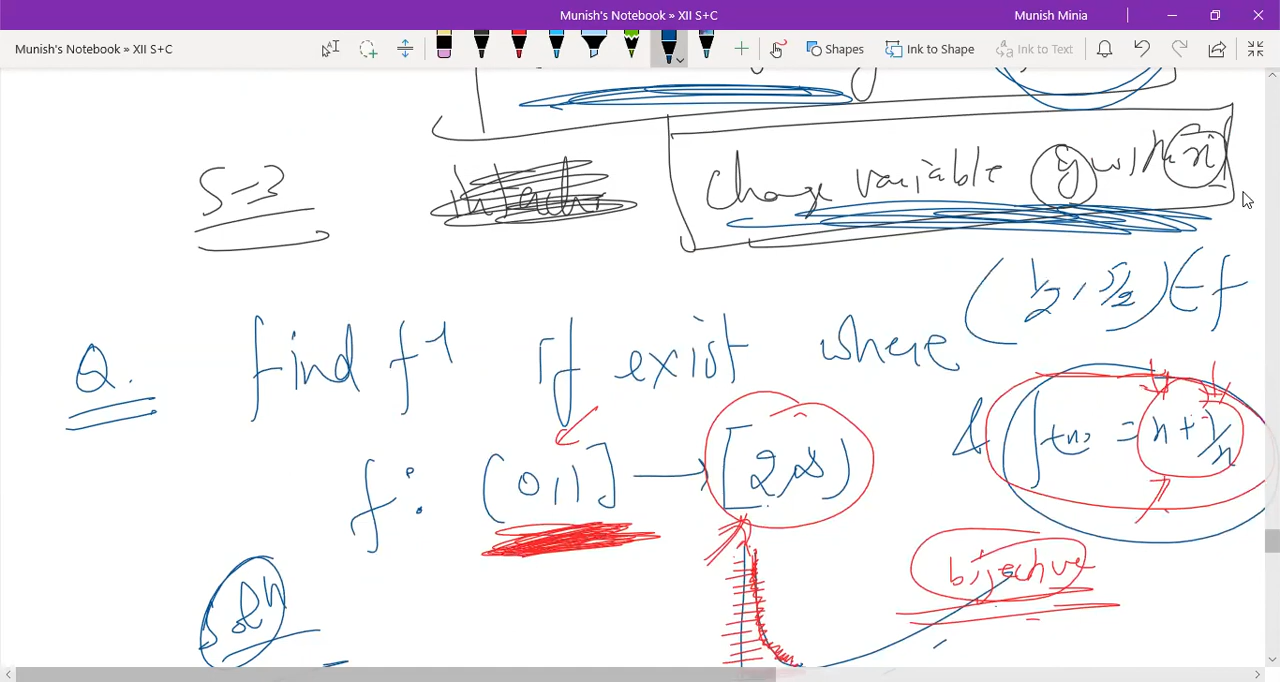 Munish's Notebook » XII S+C
Munish Minia
Munish's Notebook » XII S+C
Shapes
Ink to Shape
Ink to Text
S-3
Change variable y with x
(1/2, 5/2) ∈ f
Q. find f⁻¹ if exist where
f: (0,1] → [2,∞) & f(x) = x + 1/x
bijective
Soln